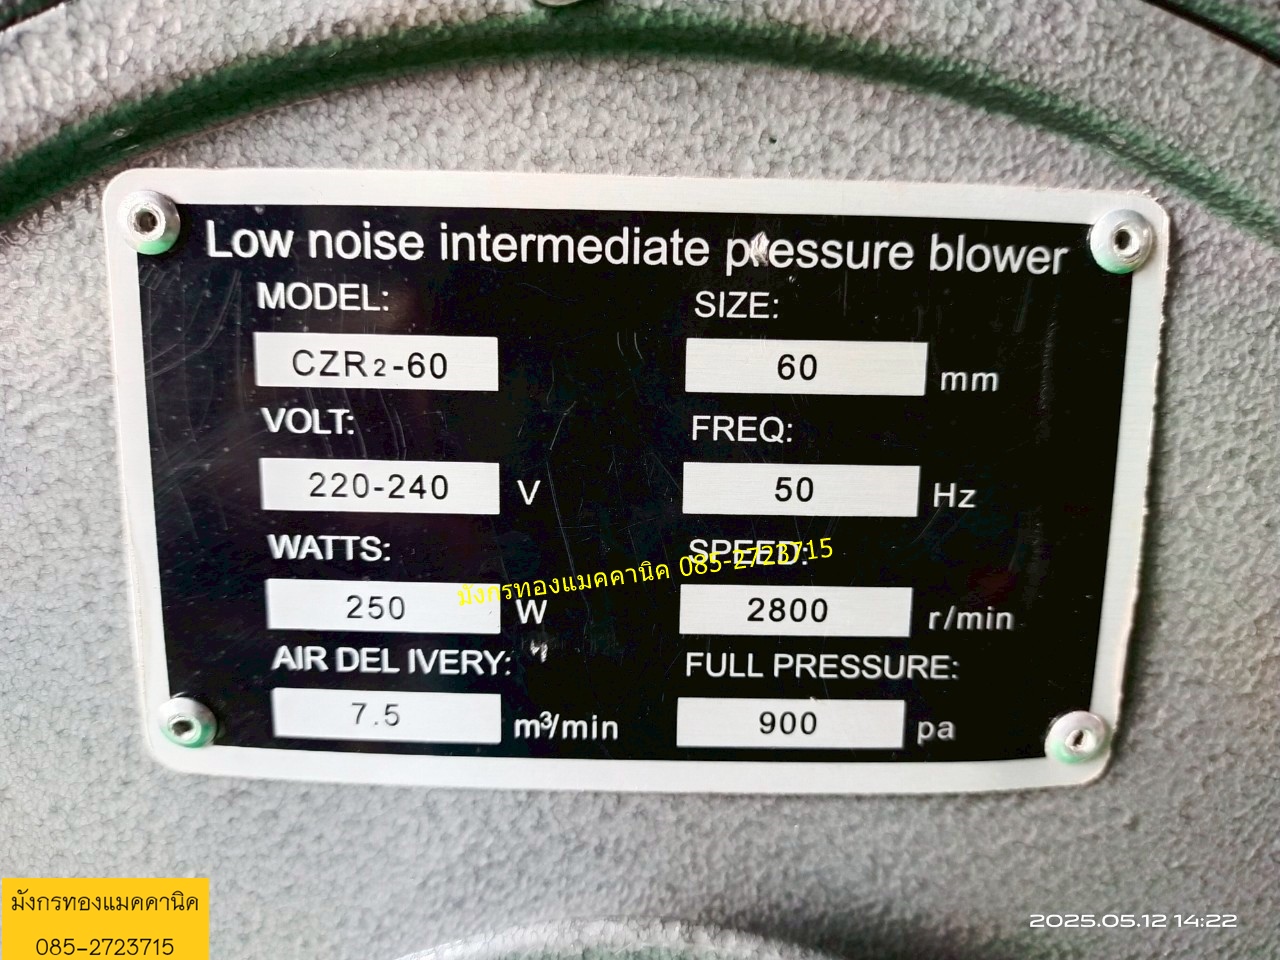 Low noise intermediate pressure blower
MODEL: SIZE:
CZR2-60 60 mm
VOLT: FREQ:
220-240 V 50 Hz
WATTS: SPEED:
มังกรทองแมคคานิค 085-2723715
250 W 2800 r/min
AIR DEL IVERY: FULL PRESSURE:
7.5 m³/min 900 pa
มังกรทองแมคคานิค
085-2723715
2025.05.12 14:22